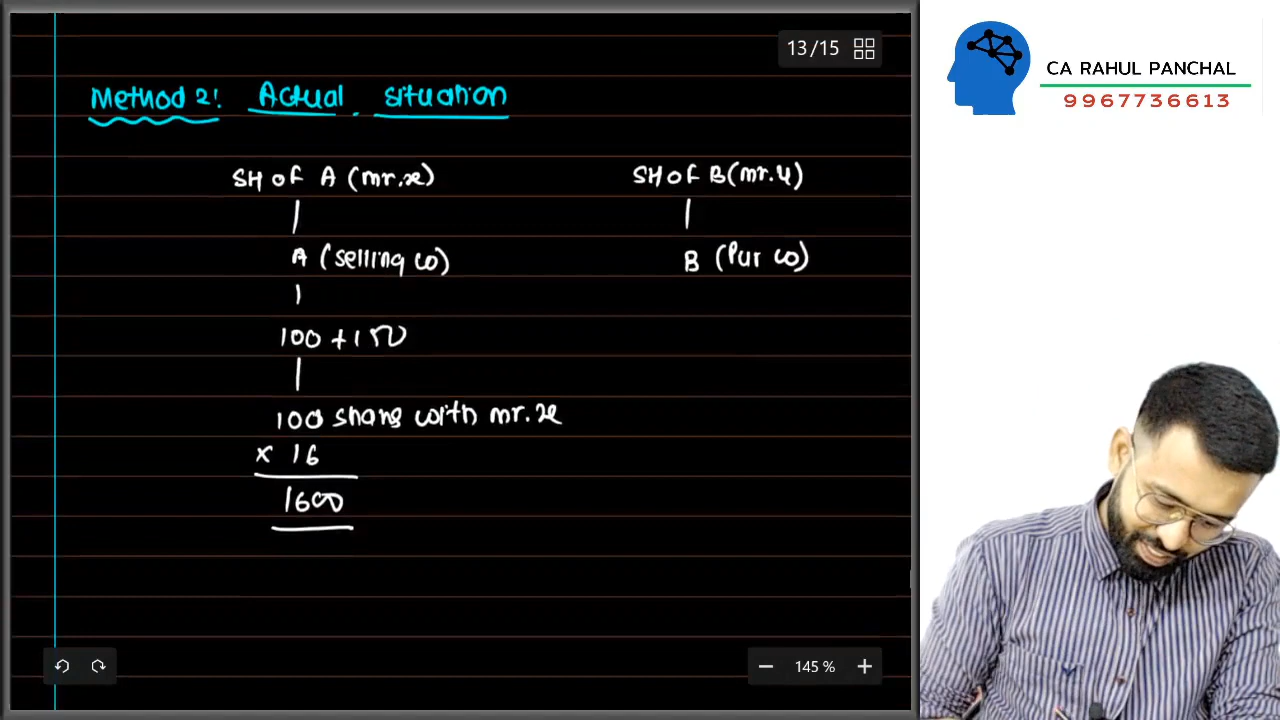 13/15
CA RAHUL PANCHAL
9967736613
Method 2: Actual situation
SH of A (mr.x)
SH of B (mr.y)
A (selling co)
B (Pur co)
100 + 150
100 shares with mr.x
x 16
1600
145 %